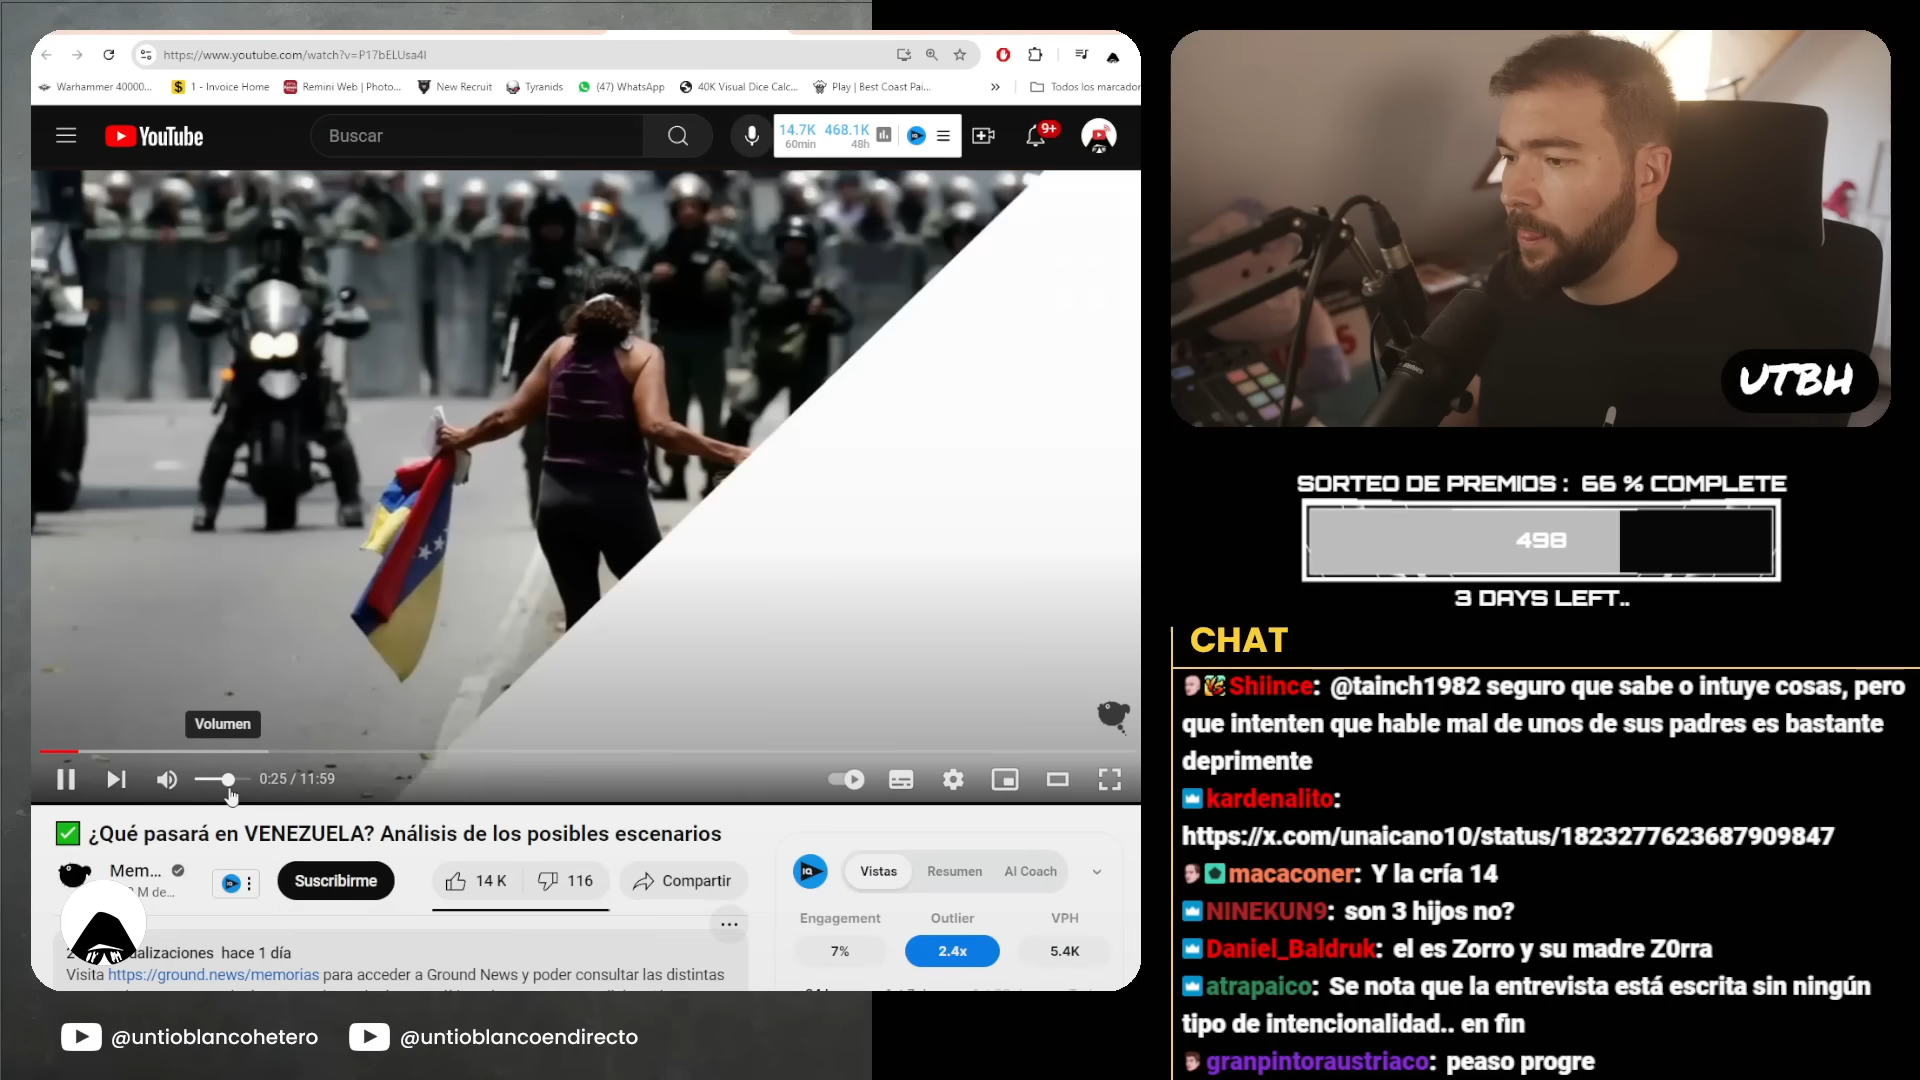 https://www.youtube.com/watch?v=P17bELUsa4I
Warhammer 40000...
1 - Invoice Home
Remini Web | Photo...
New Recruit
Tyranids
(47) WhatsApp
40K Visual Dice Calc...
Play | Best Coast Pai...
Todos los marcador
YouTube
Buscar
14.7K 468.1K
60min 48h
IQ
9+
Volumen
0:25 / 11:59
¿Qué pasará en VENEZUELA? Análisis de los posibles escenarios
Mem...
M de...
IQ
Suscribirme
14 K
116
Compartir
IQ
Vistas
Resumen
AI Coach
Engagement
Outlier
VPH
7%
2.4x
5.4K
alizaciones hace 1 día
Visita https://ground.news/memorias para acceder a Ground News y poder consultar las distintas
@untioblancohetero
@untioblancoendirecto
UTBH
SORTEO DE PREMIOS : 66 % COMPLETE
498
3 DAYS LEFT..
CHAT
Shiince: @tainch1982 seguro que sabe o intuye cosas, pero
que intenten que hable mal de unos de sus padres es bastante
deprimente
kardenalito:
https://x.com/unaicano10/status/1823277623687909847
macaconer: Y la cría 14
NINEKUN9: son 3 hijos no?
Daniel_Baldruk: el es Zorro y su madre Z0rra
atrapaico: Se nota que la entrevista está escrita sin ningún
tipo de intencionalidad.. en fin
granpintoraustriaco: peaso progre